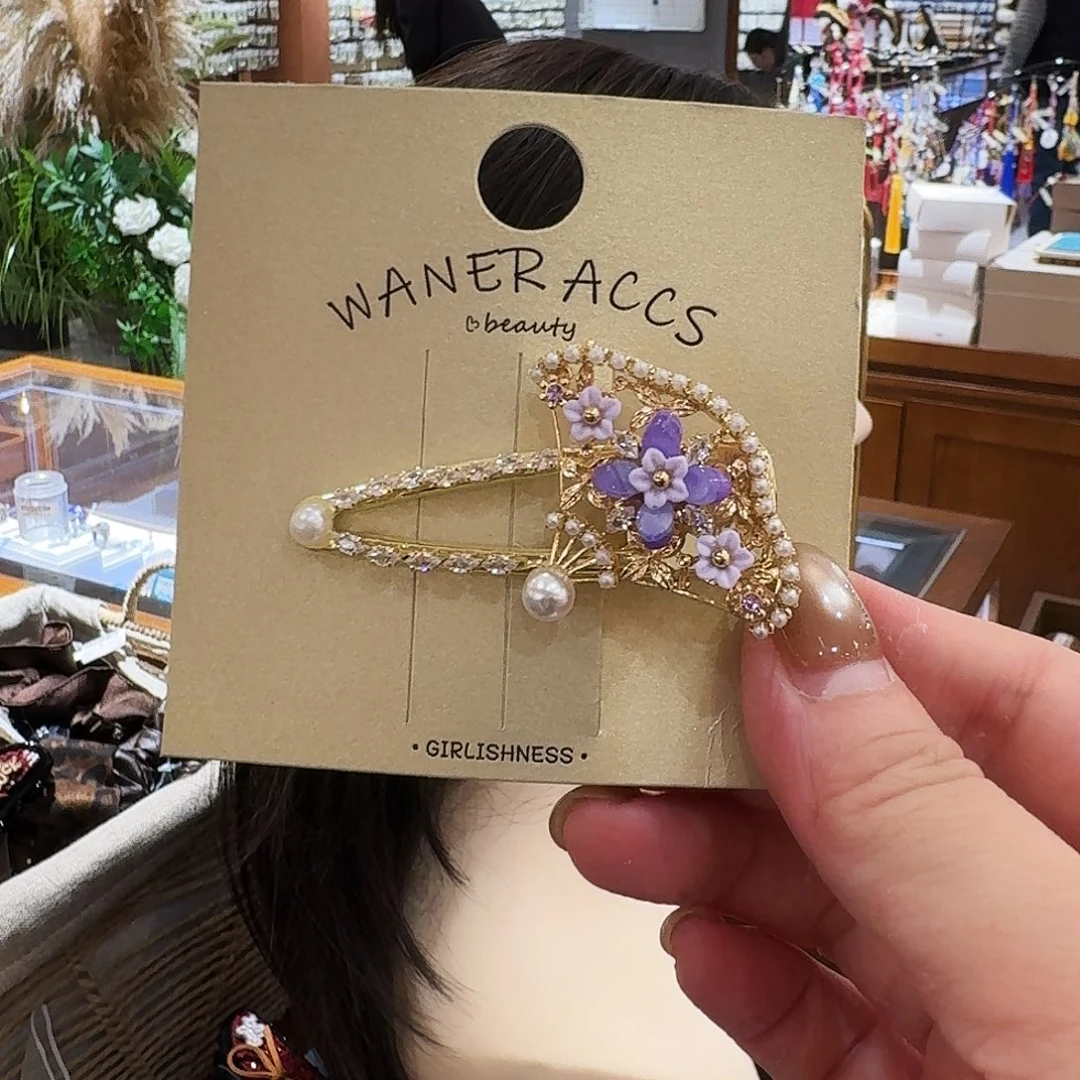 WANER ACCS
beauty
• GIRLISHNESS •